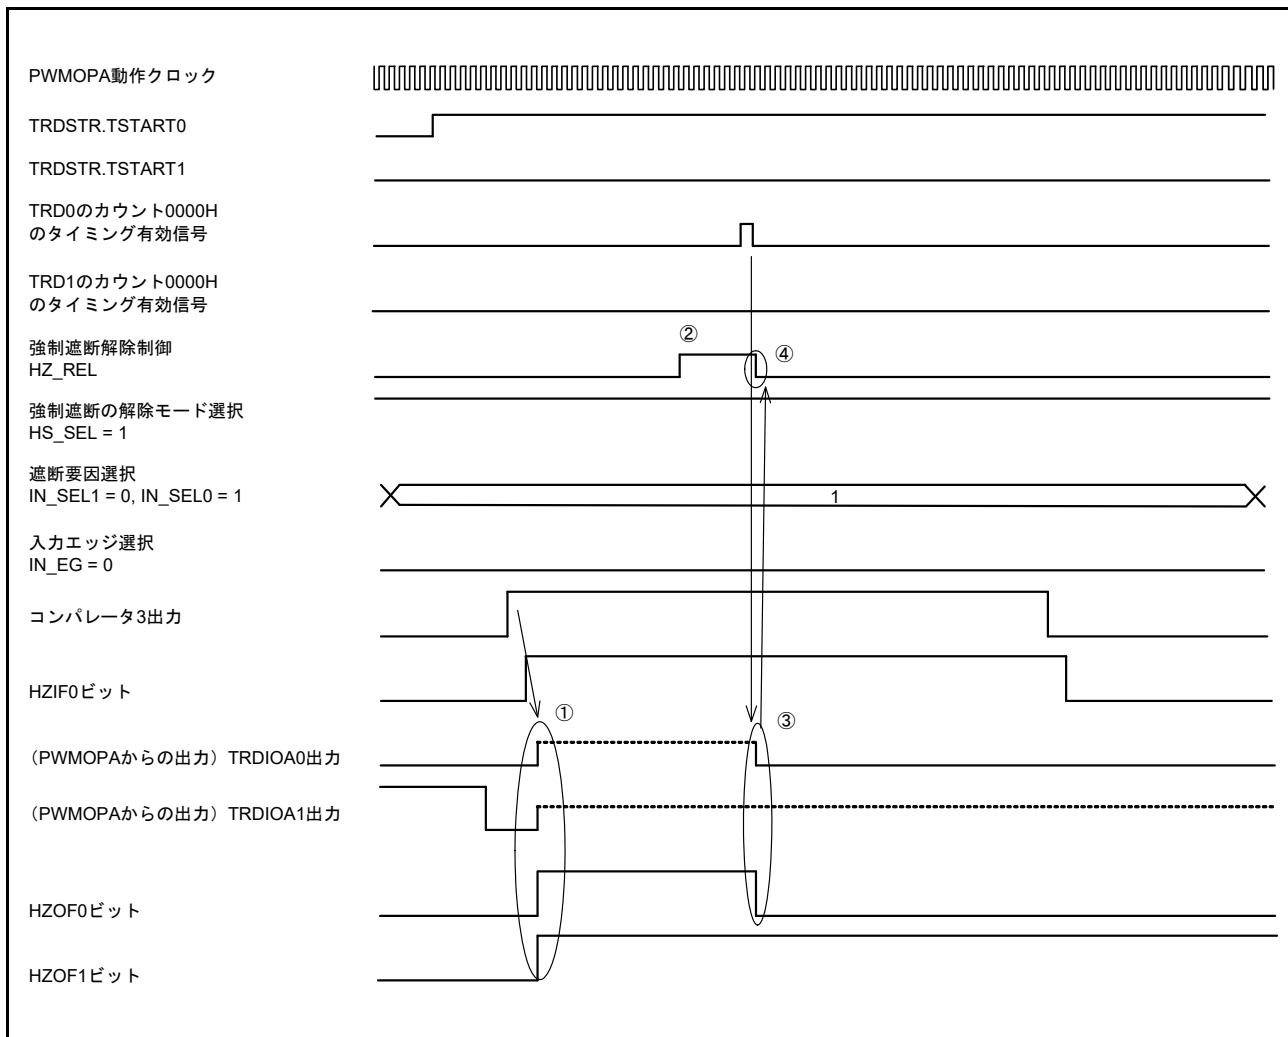 PWMOPA動作クロック
TRDSTR.TSTART0
TRDSTR.TSTART1
TRD0のカウント0000H
のタイミング有効信号
TRD1のカウント0000H
のタイミング有効信号
②
強制遮断解除制御
④
HZ_REL
強制遮断の解除モード選択
HS_SEL = 1
遮断要因選択
IN_SEL1 = 0, IN_SEL0 = 1
1
入力エッジ選択
IN_EG = 0
コンパレータ3出力
HZIF0ビット
①
③
（PWMOPAからの出力）TRDIOA0出力
（PWMOPAからの出力）TRDIOA1出力
HZOF0ビット
HZOF1ビット